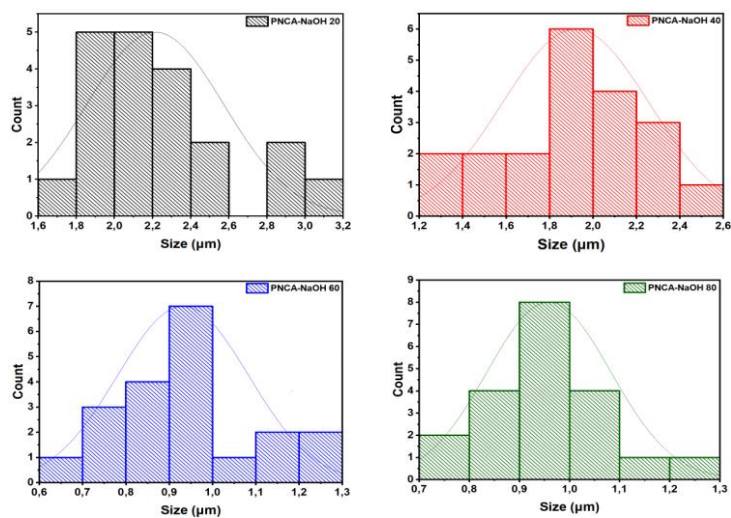 PNCA-NaOH 20
5
4
3
2
1
0
Count
1,6 1,8 2,0 2,2 2,4 2,6 2,8 3,0 3,2
Size (µm)
PNCA-NaOH 40
6
5
4
3
2
1
0
Count
1,2 1,4 1,6 1,8 2,0 2,2 2,4 2,6
Size (µm)
PNCA-NaOH 60
8
7
6
5
4
3
2
1
0
Count
0,6 0,7 0,8 0,9 1,0 1,1 1,2 1,3
Size (µm)
PNCA-NaOH 80
9
8
7
6
5
4
3
2
1
0
Count
0,7 0,8 0,9 1,0 1,1 1,2 1,3
Size (µm)